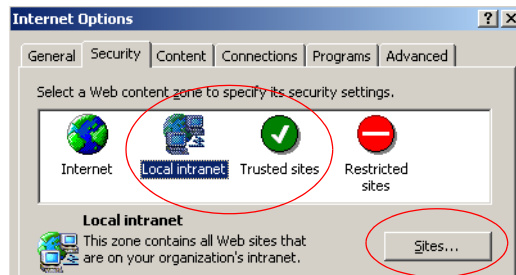 Internet Options
General Security Content Connections Programs Advanced
Select a Web content zone to specify its security settings.
Internet Local intranet Trusted sites Restricted sites
Local intranet
This zone contains all Web sites that
are on your organization's intranet.
Sites...